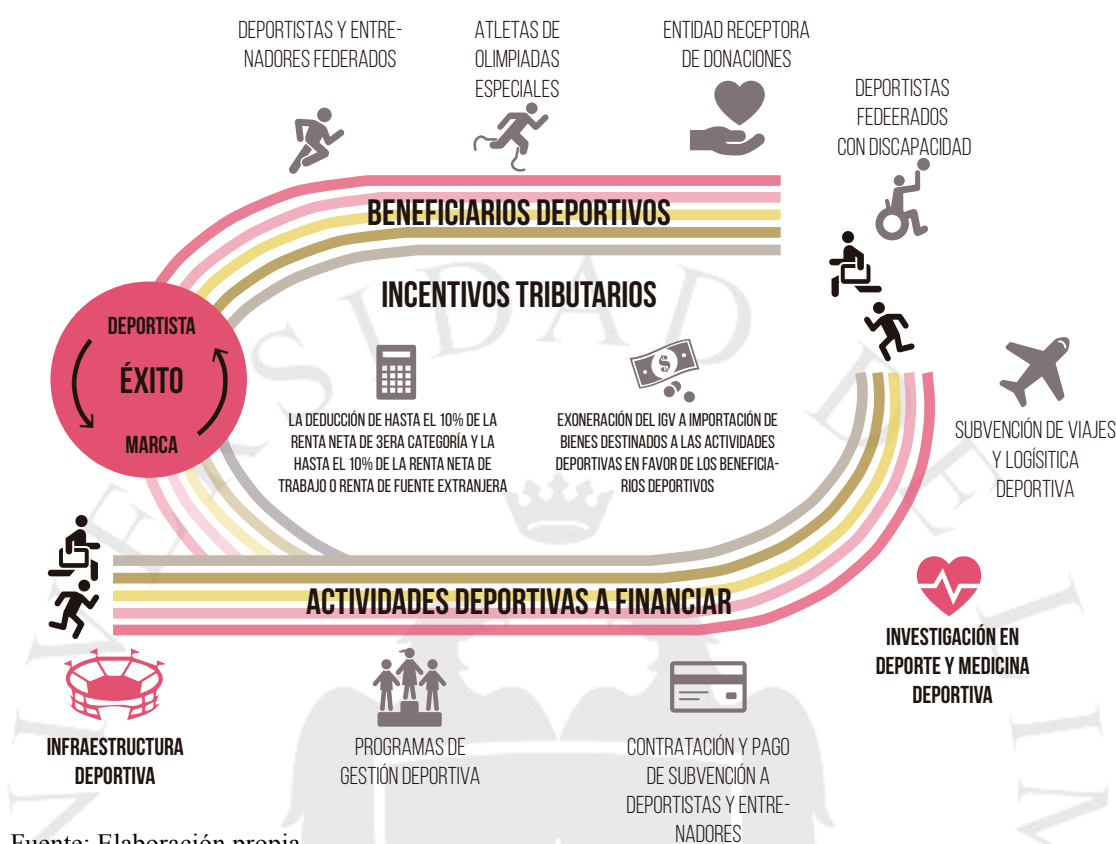 DEPORTISTAS Y ENTRE-
NADORES FEDERADOS
ATLETAS DE
OLIMPIADAS
ESPECIALES
ENTIDAD RECEPTORA
DE DONACIONES
DEPORTISTAS
FEDEERADOS
CON DISCAPACIDAD
BENEFICIARIOS DEPORTIVOS
INCENTIVOS TRIBUTARIOS
DEPORTISTA
ÉXITO
MARCA
LA DEDUCCIÓN DE HASTA EL 10% DE LA
RENTA NETA DE 3ERA CATEGORÍA Y LA
HASTA EL 10% DE LA RENTA NETA DE
TRABAJO O RENTA DE FUENTE EXTRANJERA
$
EXONERACIÓN DEL IGV A IMPORTACIÓN DE
BIENES DESTINADOS A LAS ACTIVIDADES
DEPORTIVAS EN FAVOR DE LOS BENEFICIA-
RIOS DEPORTIVOS
SUBVENCIÓN DE VIAJES
Y LOGÍSITICA
DEPORTIVA
ACTIVIDADES DEPORTIVAS A FINANCIAR
INVESTIGACIÓN EN
DEPORTE Y MEDICINA
DEPORTIVA
INFRAESTRUCTURA
DEPORTIVA
PROGRAMAS DE
GESTIÓN DEPORTIVA
CONTRATACIÓN Y PAGO
DE SUBVENCIÓN A
DEPORTISTAS Y ENTRE-
NADORES
Fuente: Elaboración propia